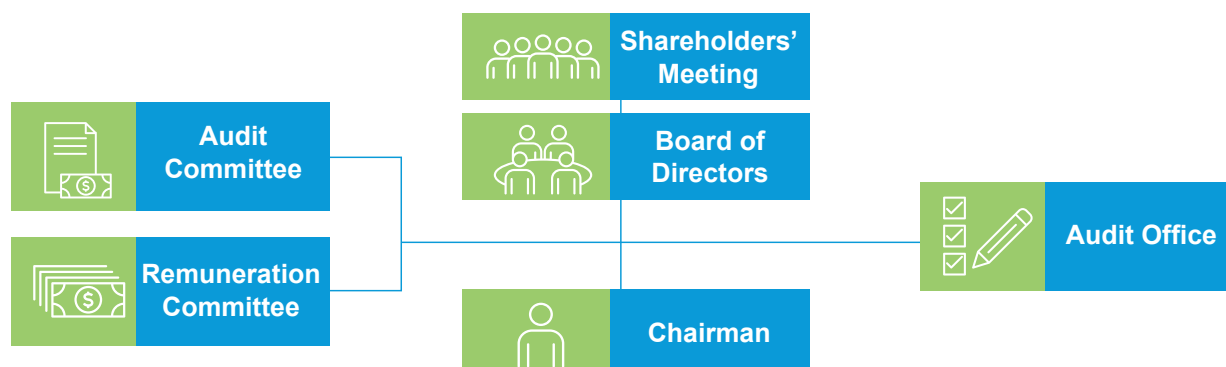 Shareholders’
Meeting
Audit
Committee
Board of
Directors
Audit Office
Remuneration
Committee
Chairman